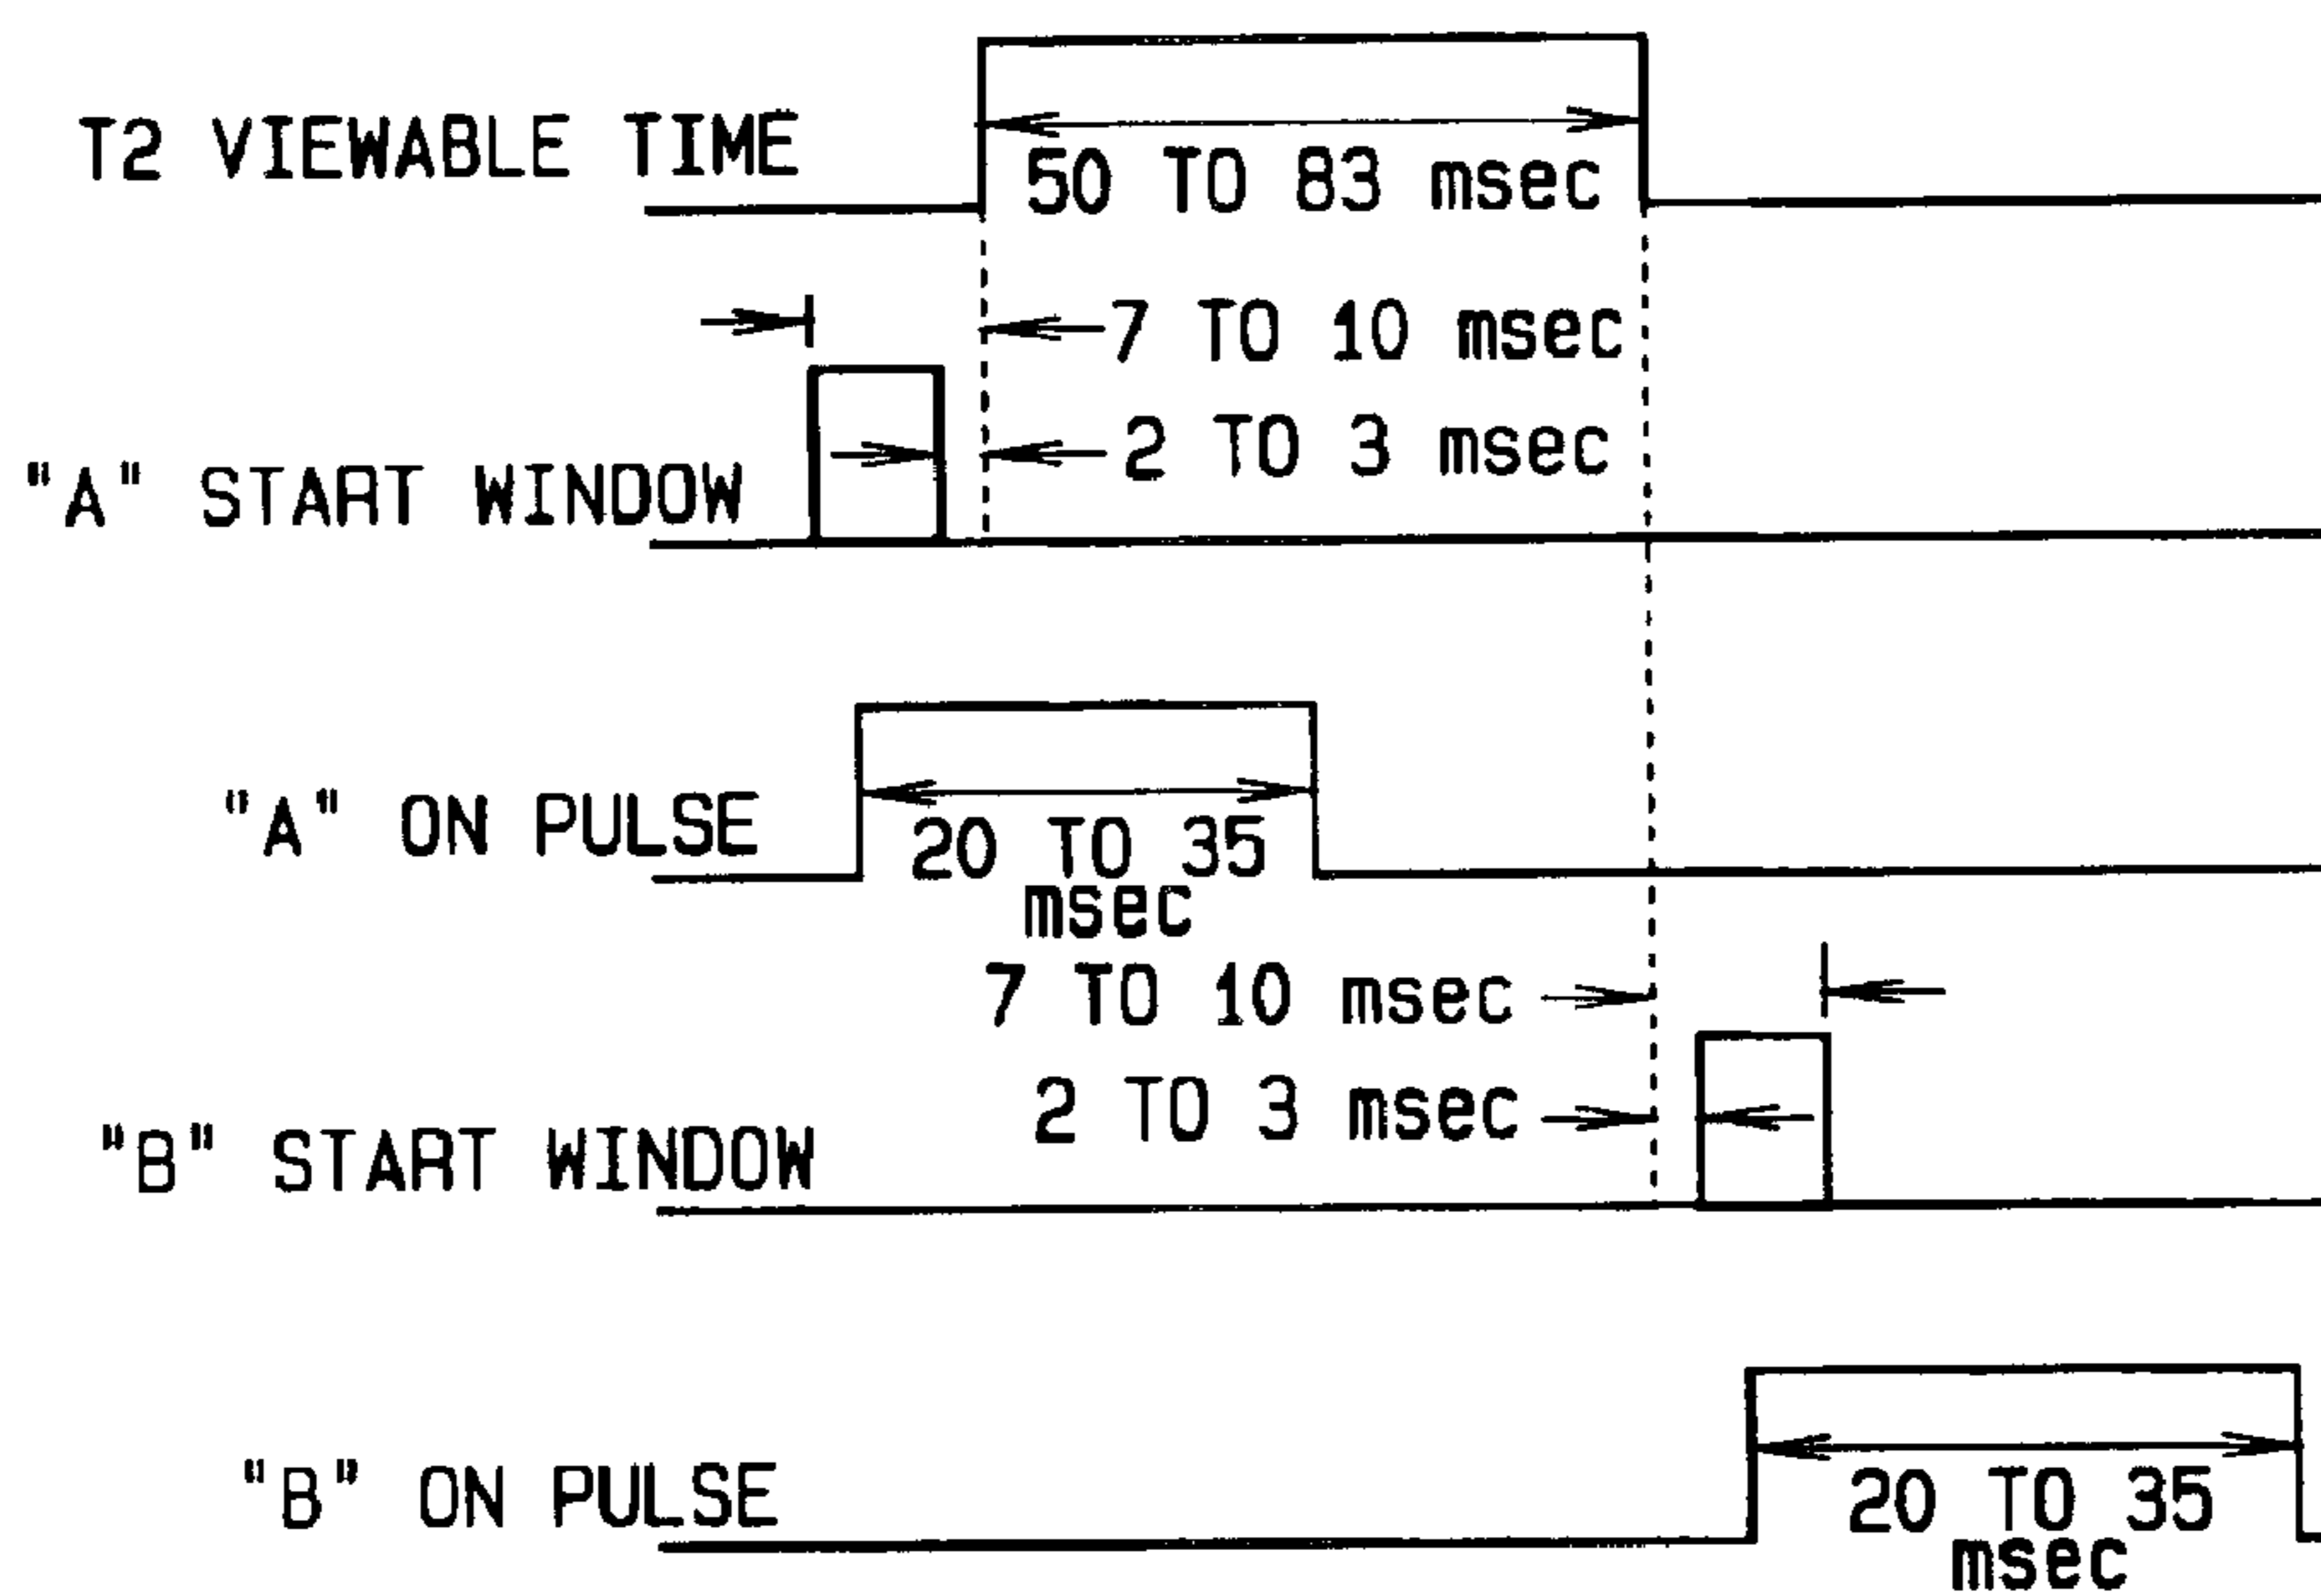 T2 VIEWABLE TIME
50 TO 83 msec
7 TO 10 msec
2 TO 3 msec
"A" START WINDOW
"A" ON PULSE
20 TO 35
msec
7 TO 10 msec
2 TO 3 msec
"B" START WINDOW
"B" ON PULSE
20 TO 35
msec